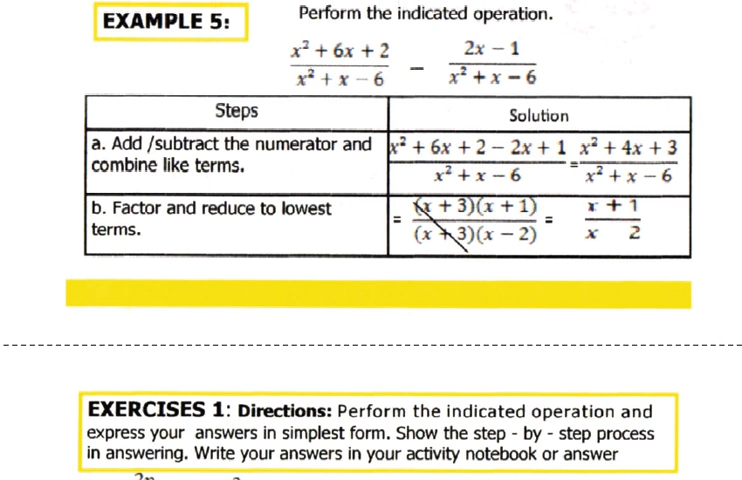 EXAMPLE 5:
Perform the indicated operation.
x² + 6x + 2 / x² + x − 6 − 2x − 1 / x² + x − 6
Steps
Solution
a. Add /subtract the numerator and
combine like terms.
x² + 6x + 2 − 2x + 1 / x² + x − 6 = x² + 4x + 3 / x² + x − 6
b. Factor and reduce to lowest
terms.
= (x + 3)(x + 1) / (x + 3)(x − 2) = x + 1 / x 2
EXERCISES 1: Directions: Perform the indicated operation and
express your answers in simplest form. Show the step - by - step process
in answering. Write your answers in your activity notebook or answer